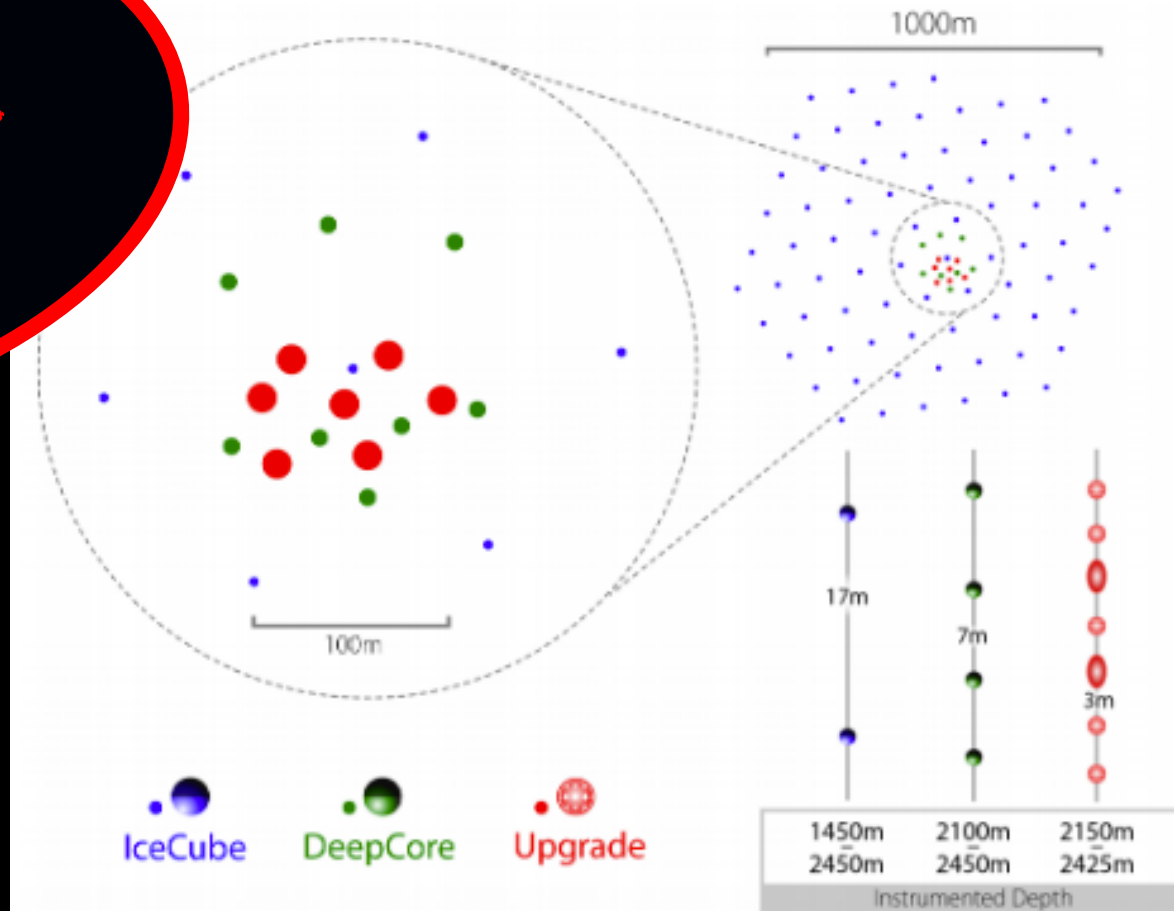 1000m
100m
17m
7m
3m
IceCube
DeepCore
Upgrade
1450m
–
2450m
2100m
–
2450m
2150m
–
2425m
Instrumented Depth